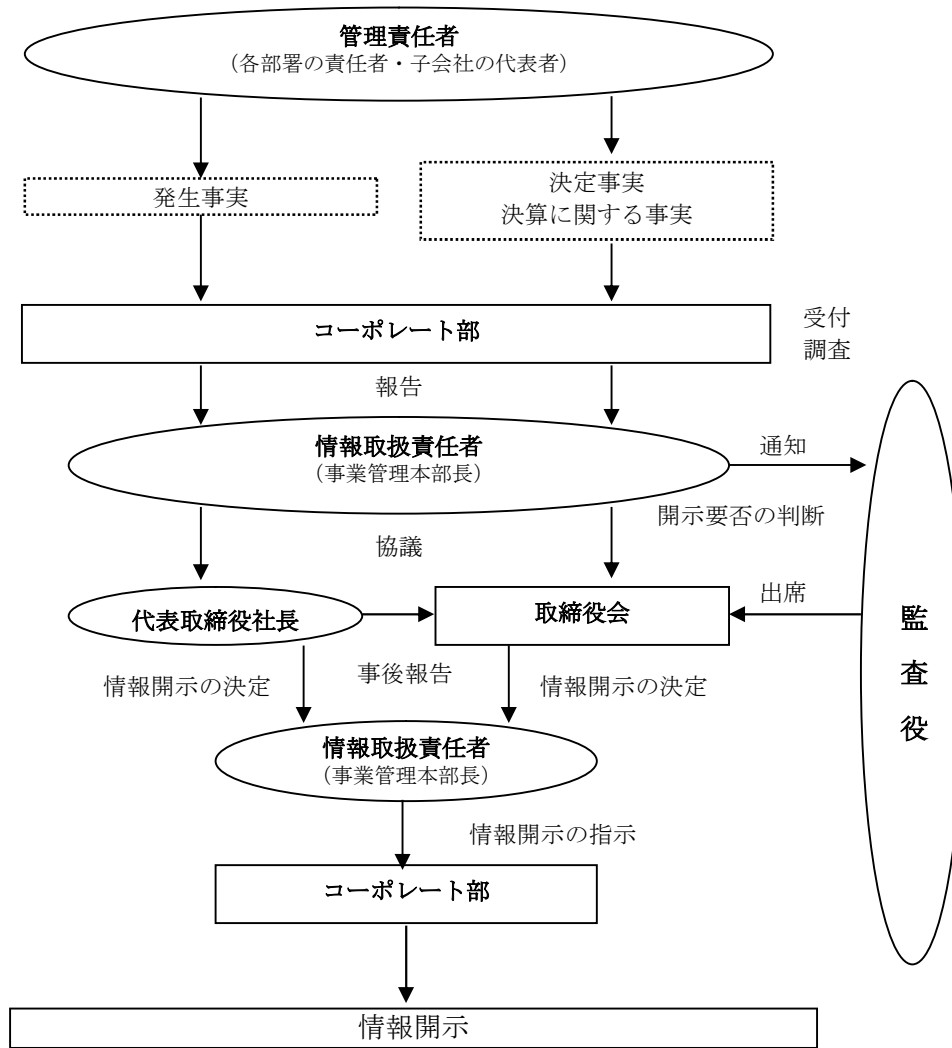 管理責任者
（各部署の責任者・子会社の代表者）
発生事実
決定事実
決算に関する事実
コーポレート部
受付
調査
報告
情報取扱責任者
（事業管理本部長）
通知
開示要否の判断
協議
代表取締役社長
取締役会
出席
監査役
事後報告
情報開示の決定
情報開示の決定
情報取扱責任者
（事業管理本部長）
情報開示の指示
コーポレート部
情報開示